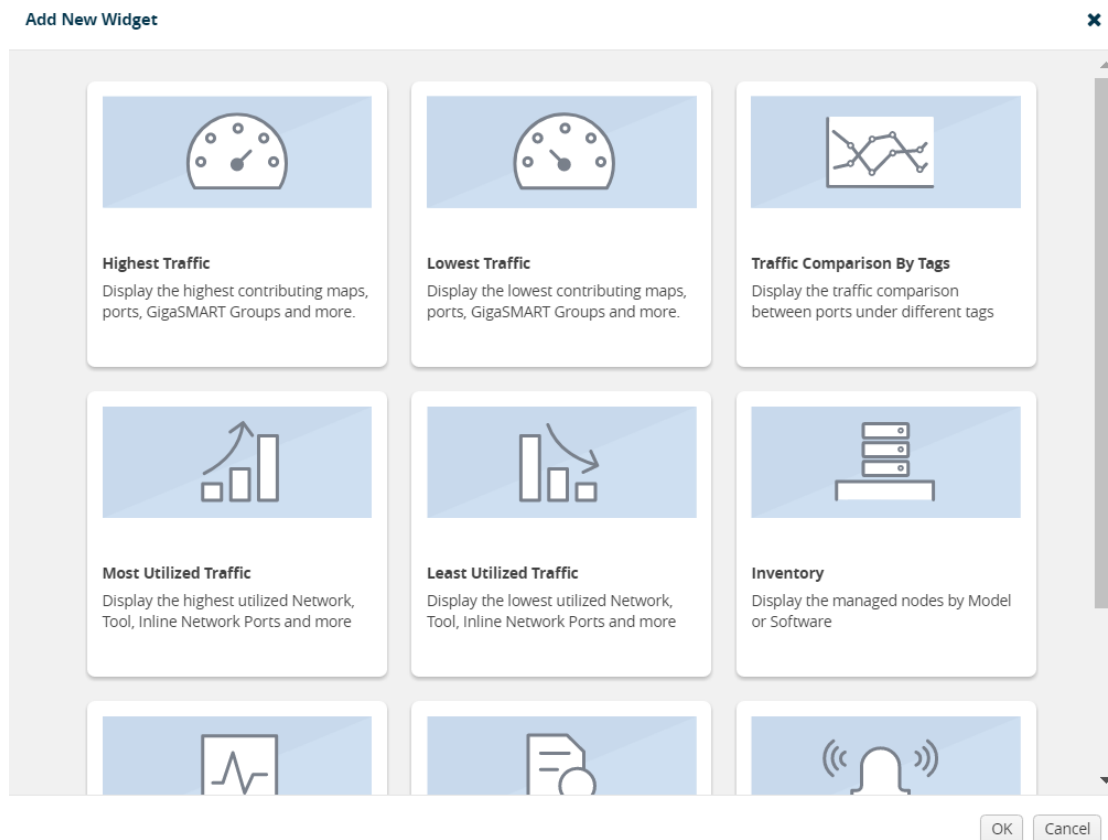 Add New Widget
Highest Traffic
Display the highest contributing maps,
ports, GigaSMART Groups and more.
Lowest Traffic
Display the lowest contributing maps,
ports, GigaSMART Groups and more.
Traffic Comparison By Tags
Display the traffic comparison
between ports under different tags
Most Utilized Traffic
Display the highest utilized Network,
Tool, Inline Network Ports and more
Least Utilized Traffic
Display the lowest utilized Network,
Tool, Inline Network Ports and more
Inventory
Display the managed nodes by Model
or Software
OK
Cancel